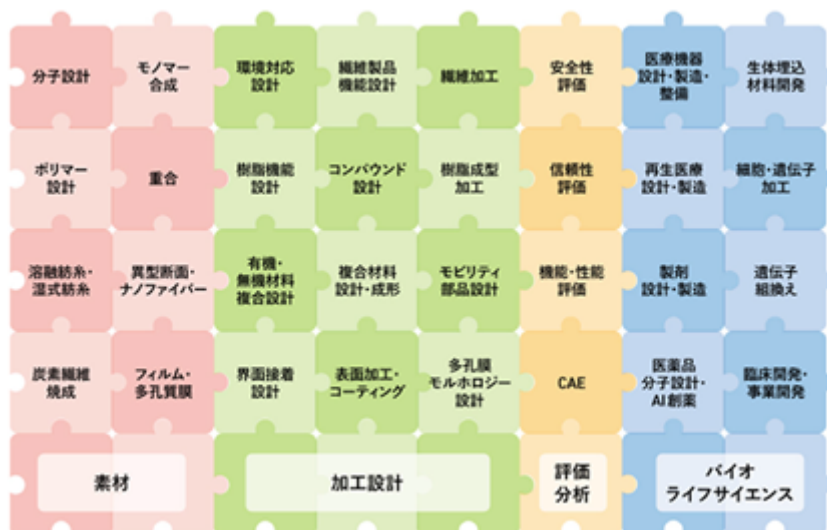 分子設計
モノマー
合成
環境対応
設計
繊維製品
機能設計
繊維加工
安全性
評価
医療機器
設計・製造・
整備
生体埋込
材料開発
ポリマー
設計
重合
樹脂機能
設計
コンパウンド
設計
樹脂成型
加工
信頼性
評価
再生医療
設計・製造
細胞・遺伝子
加工
溶融紡糸・
湿式紡糸
異型断面・
ナノファイバー
有機・
無機材料
複合設計
複合材料
設計・成形
モビリティ
部品設計
機能・性能
評価
製剤
設計・製造
遺伝子
組換え
炭素繊維
焼成
フィルム・
多孔質膜
界面接着
設計
表面加工・
コーティング
多孔膜
モルホロジー
設計
CAE
医薬品
分子設計・
AI創薬
臨床開発・
事業開発
素材
加工設計
評価
分析
バイオ
ライフサイエンス